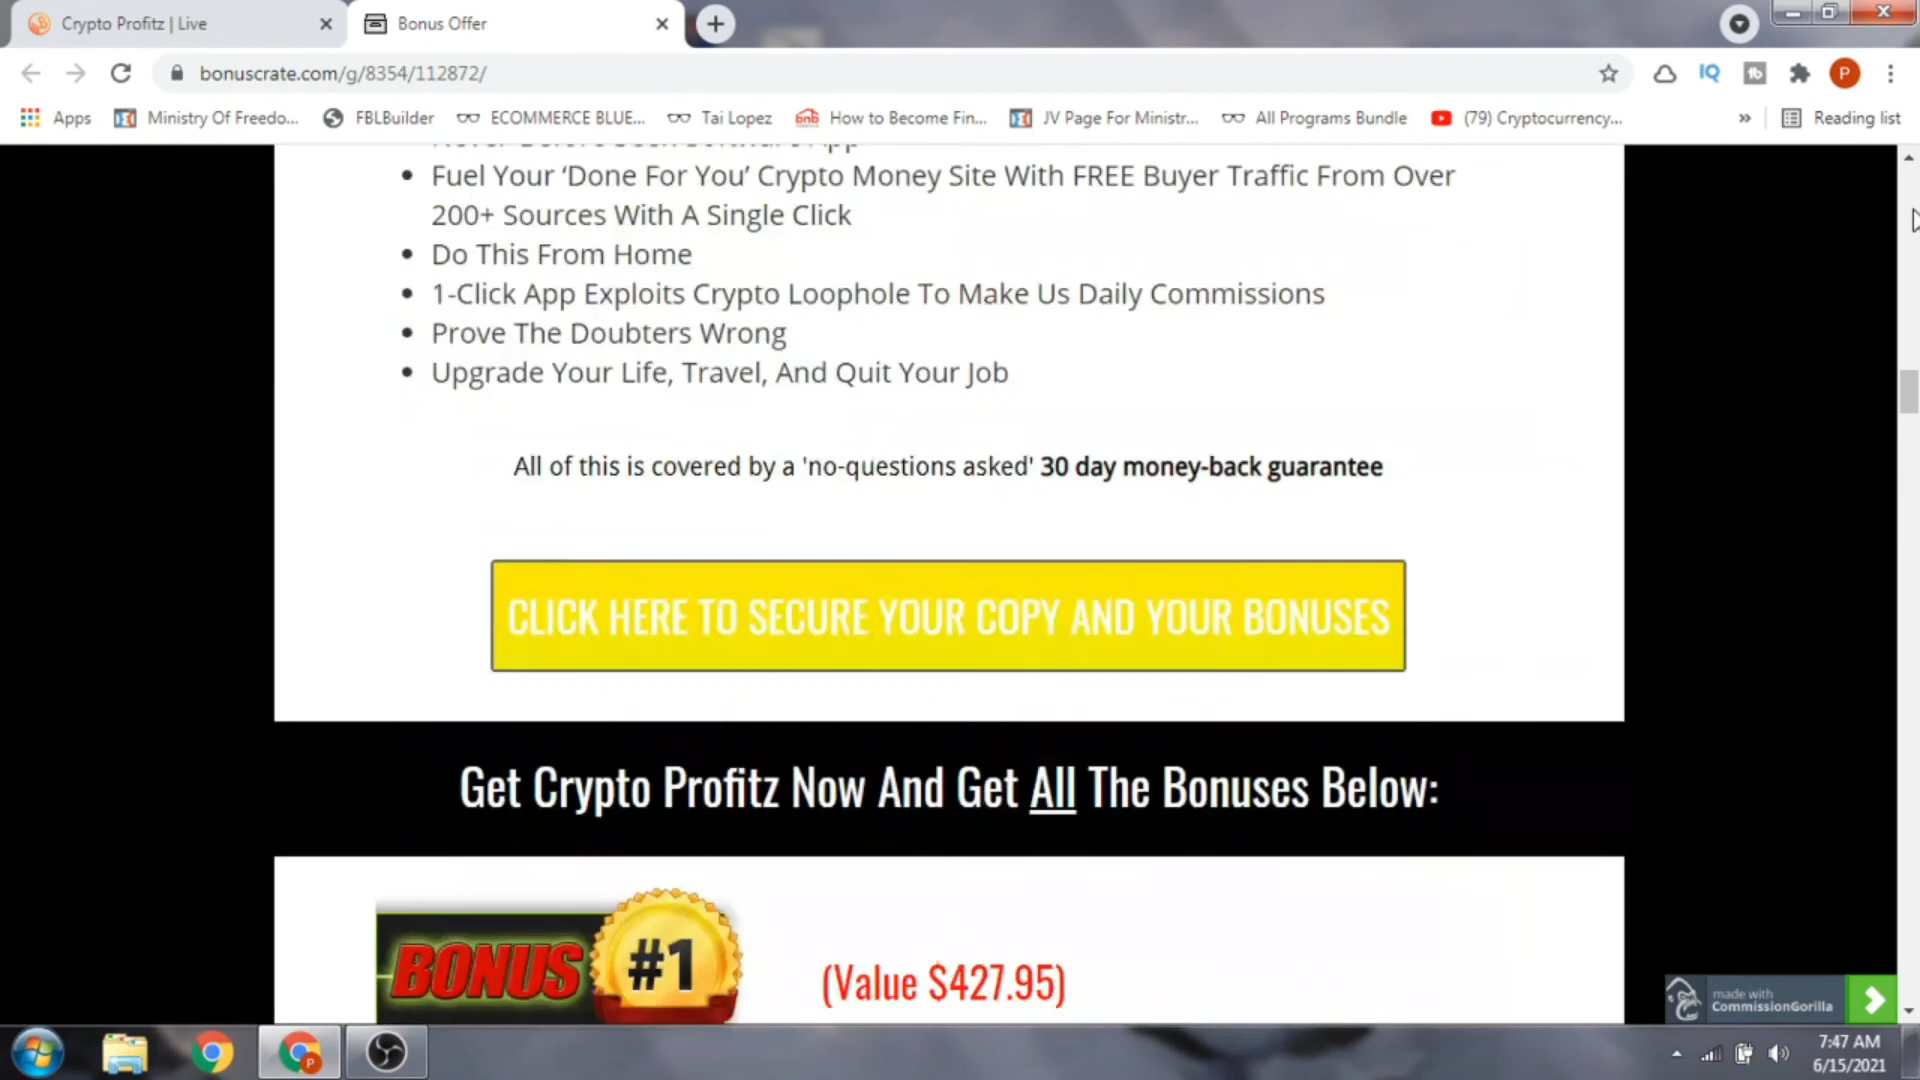 Crypto Profitz | Live
Bonus Offer
bonuscrate.com/g/8354/112872/
P
Apps
Ministry Of Freedo...
FBLBuilder
ECOMMERCE BLUE...
Tai Lopez
How to Become Fin...
JV Page For Ministr...
All Programs Bundle
(79) Cryptocurrency...
»
Reading list
• Fuel Your ‘Done For You’ Crypto Money Site With FREE Buyer Traffic From Over
200+ Sources With A Single Click
• Do This From Home
• 1-Click App Exploits Crypto Loophole To Make Us Daily Commissions
• Prove The Doubters Wrong
• Upgrade Your Life, Travel, And Quit Your Job
All of this is covered by a 'no-questions asked' 30 day money-back guarantee
CLICK HERE TO SECURE YOUR COPY AND YOUR BONUSES
Get Crypto Profitz Now And Get All The Bonuses Below:
BONUS #1
(Value $427.95)
made with
CommissionGorilla
7:47 AM
6/15/2021